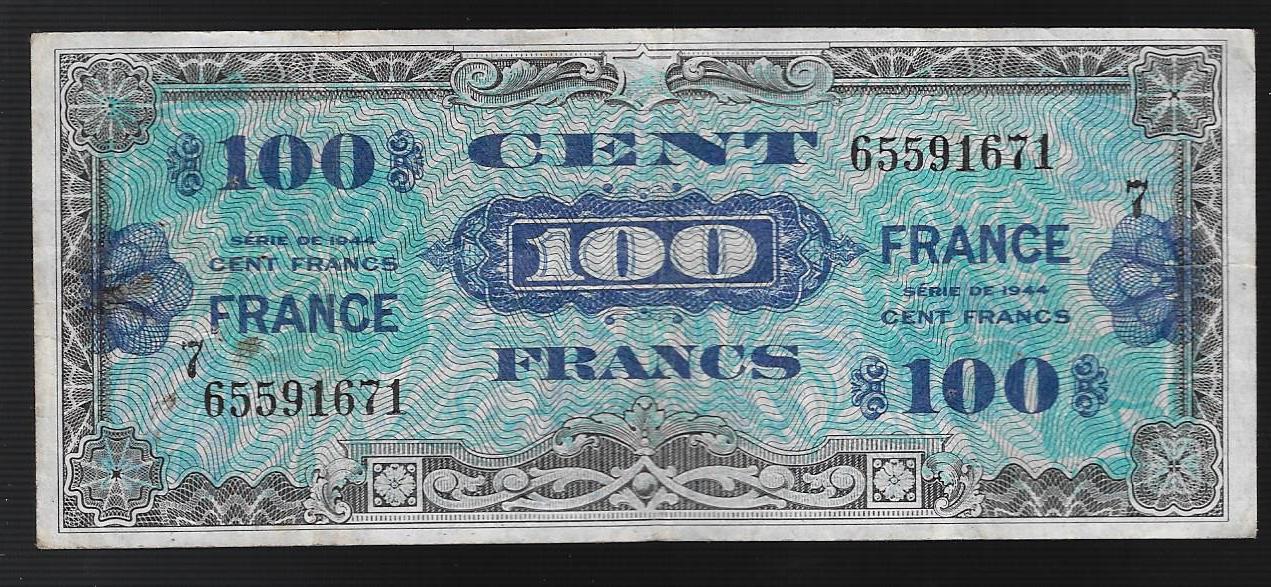 100 CENT 65591671
7
SÉRIE DE 1944
CENT FRANCS
FRANCE
100
FRANCE
SÉRIE DE 1944
CENT FRANCS
7
65591671
FRANCS
100